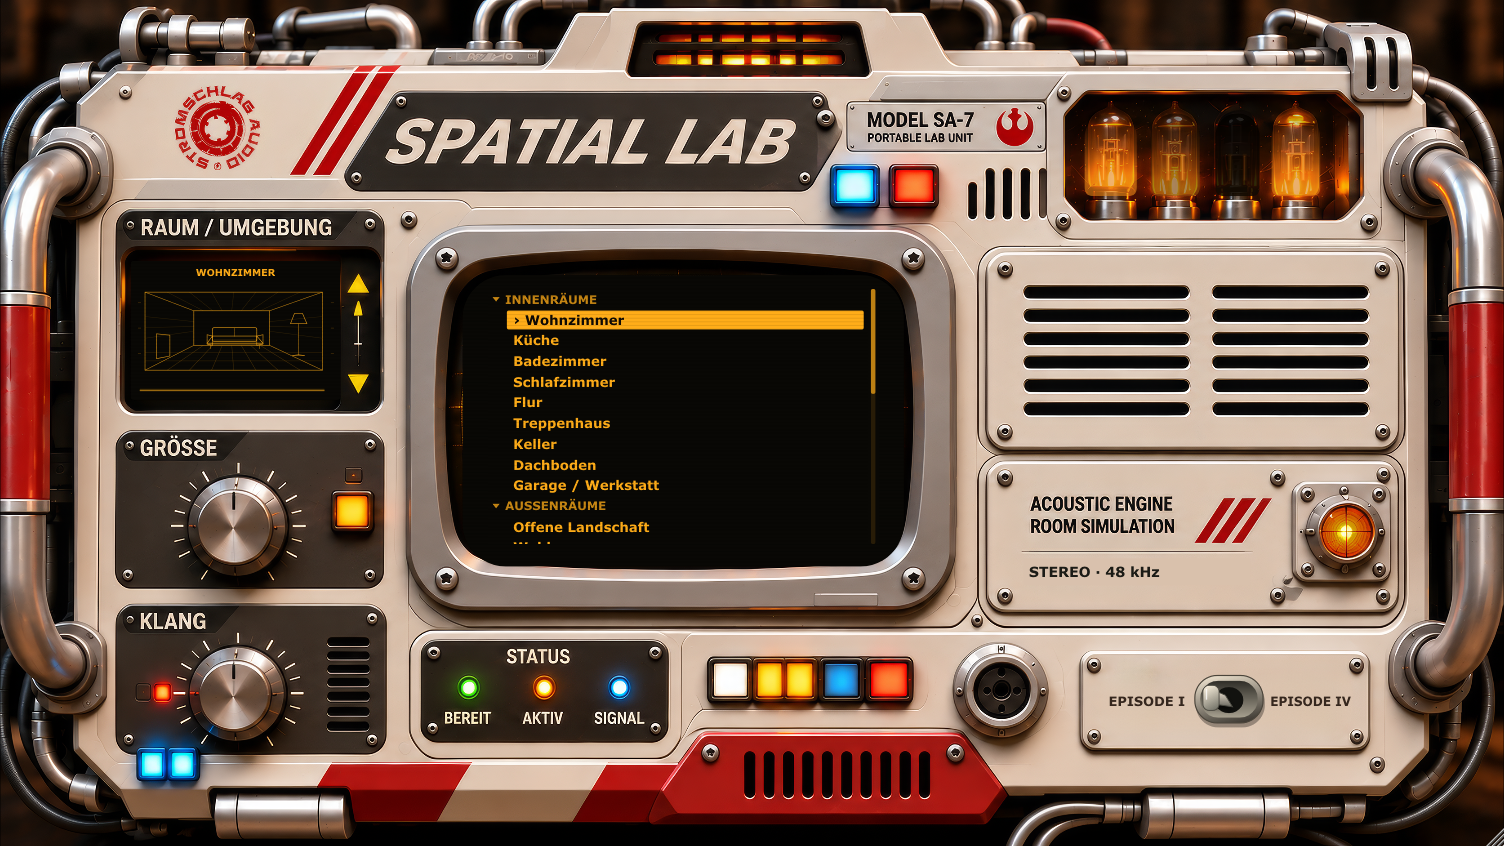 STROMSCHLAG AUDIO
SPATIAL LAB
MODEL SA-7
PORTABLE LAB UNIT
RAUM / UMGEBUNG
WOHNZIMMER
INNENRÄUME
› Wohnzimmer
Küche
Badezimmer
Schlafzimmer
Flur
Treppenhaus
Keller
Dachboden
Garage / Werkstatt
AUSSENRÄUME
Offene Landschaft
GRÖSSE
KLANG
ACOUSTIC ENGINE
ROOM SIMULATION
STEREO · 48 kHz
STATUS
BEREIT
AKTIV
SIGNAL
EPISODE I
EPISODE IV